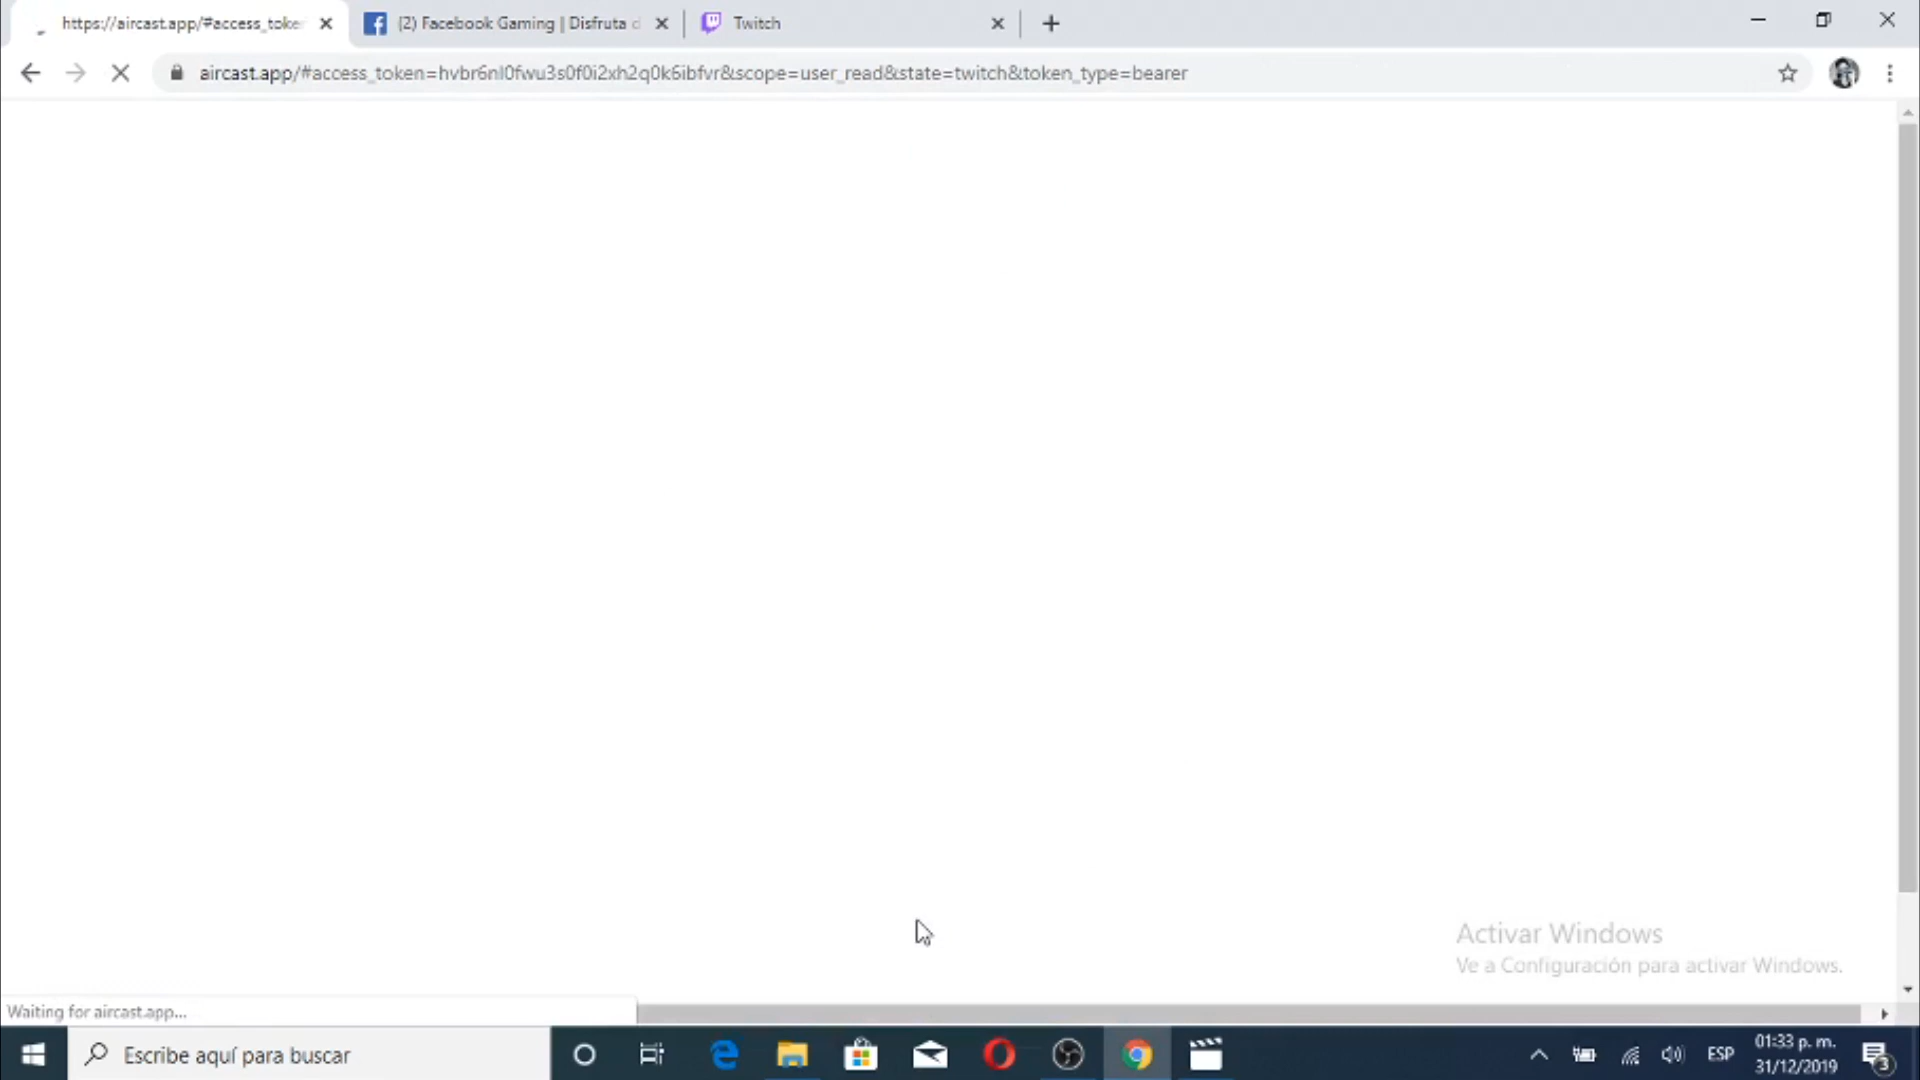 https://aircast.app/#access_toke
(2) Facebook Gaming | Disfruta d
Twitch
aircast.app/#access_token=hvbr6nl0fwu3s0f0i2xh2q0k6ibfvr&scope=user_read&state=twitch&token_type=bearer
Activar Windows
Ve a Configuración para activar Windows.
Waiting for aircast.app...
Escribe aquí para buscar
ESP
01:33 p. m.
31/12/2019
3